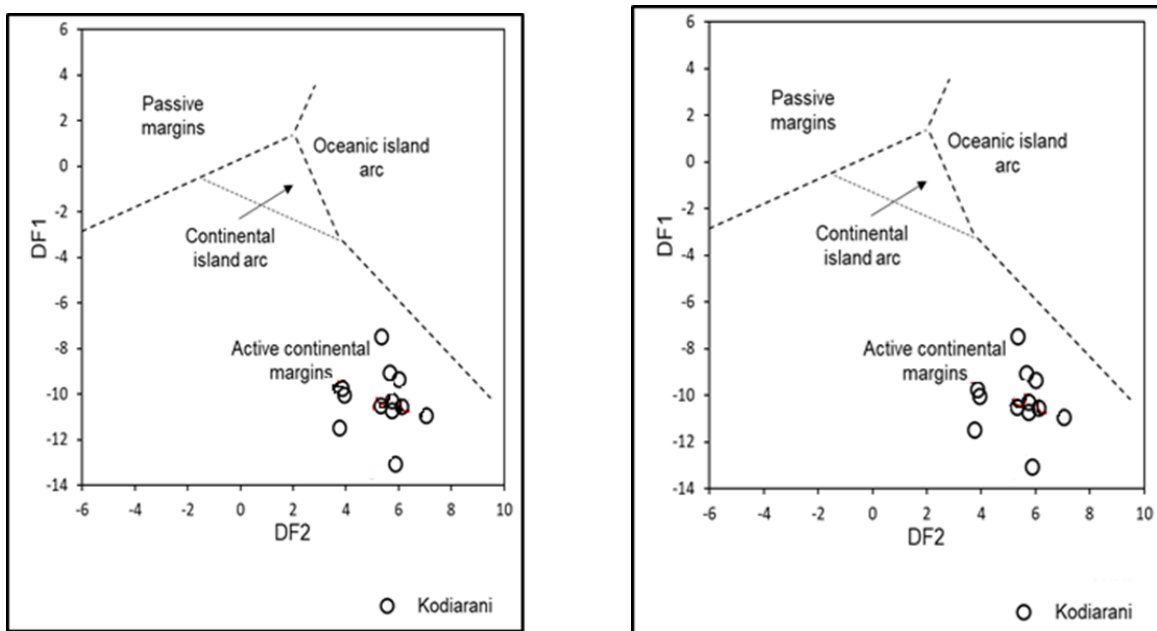 6
4
2
0
-2
-4
-6
-8
-10
-12
-14
DF1
Passive
margins
Oceanic island
arc
Continental
island arc
Active continental
margins
-6 -4 -2 0 2 4 6 8 10
DF2
Kodiarani
6
4
2
0
-2
-4
-6
-8
-10
-12
-14
DF1
Passive
margins
Oceanic island
arc
Continental
island arc
Active continental
margins
-6 -4 -2 0 2 4 6 8 10
DF2
Kodiarani